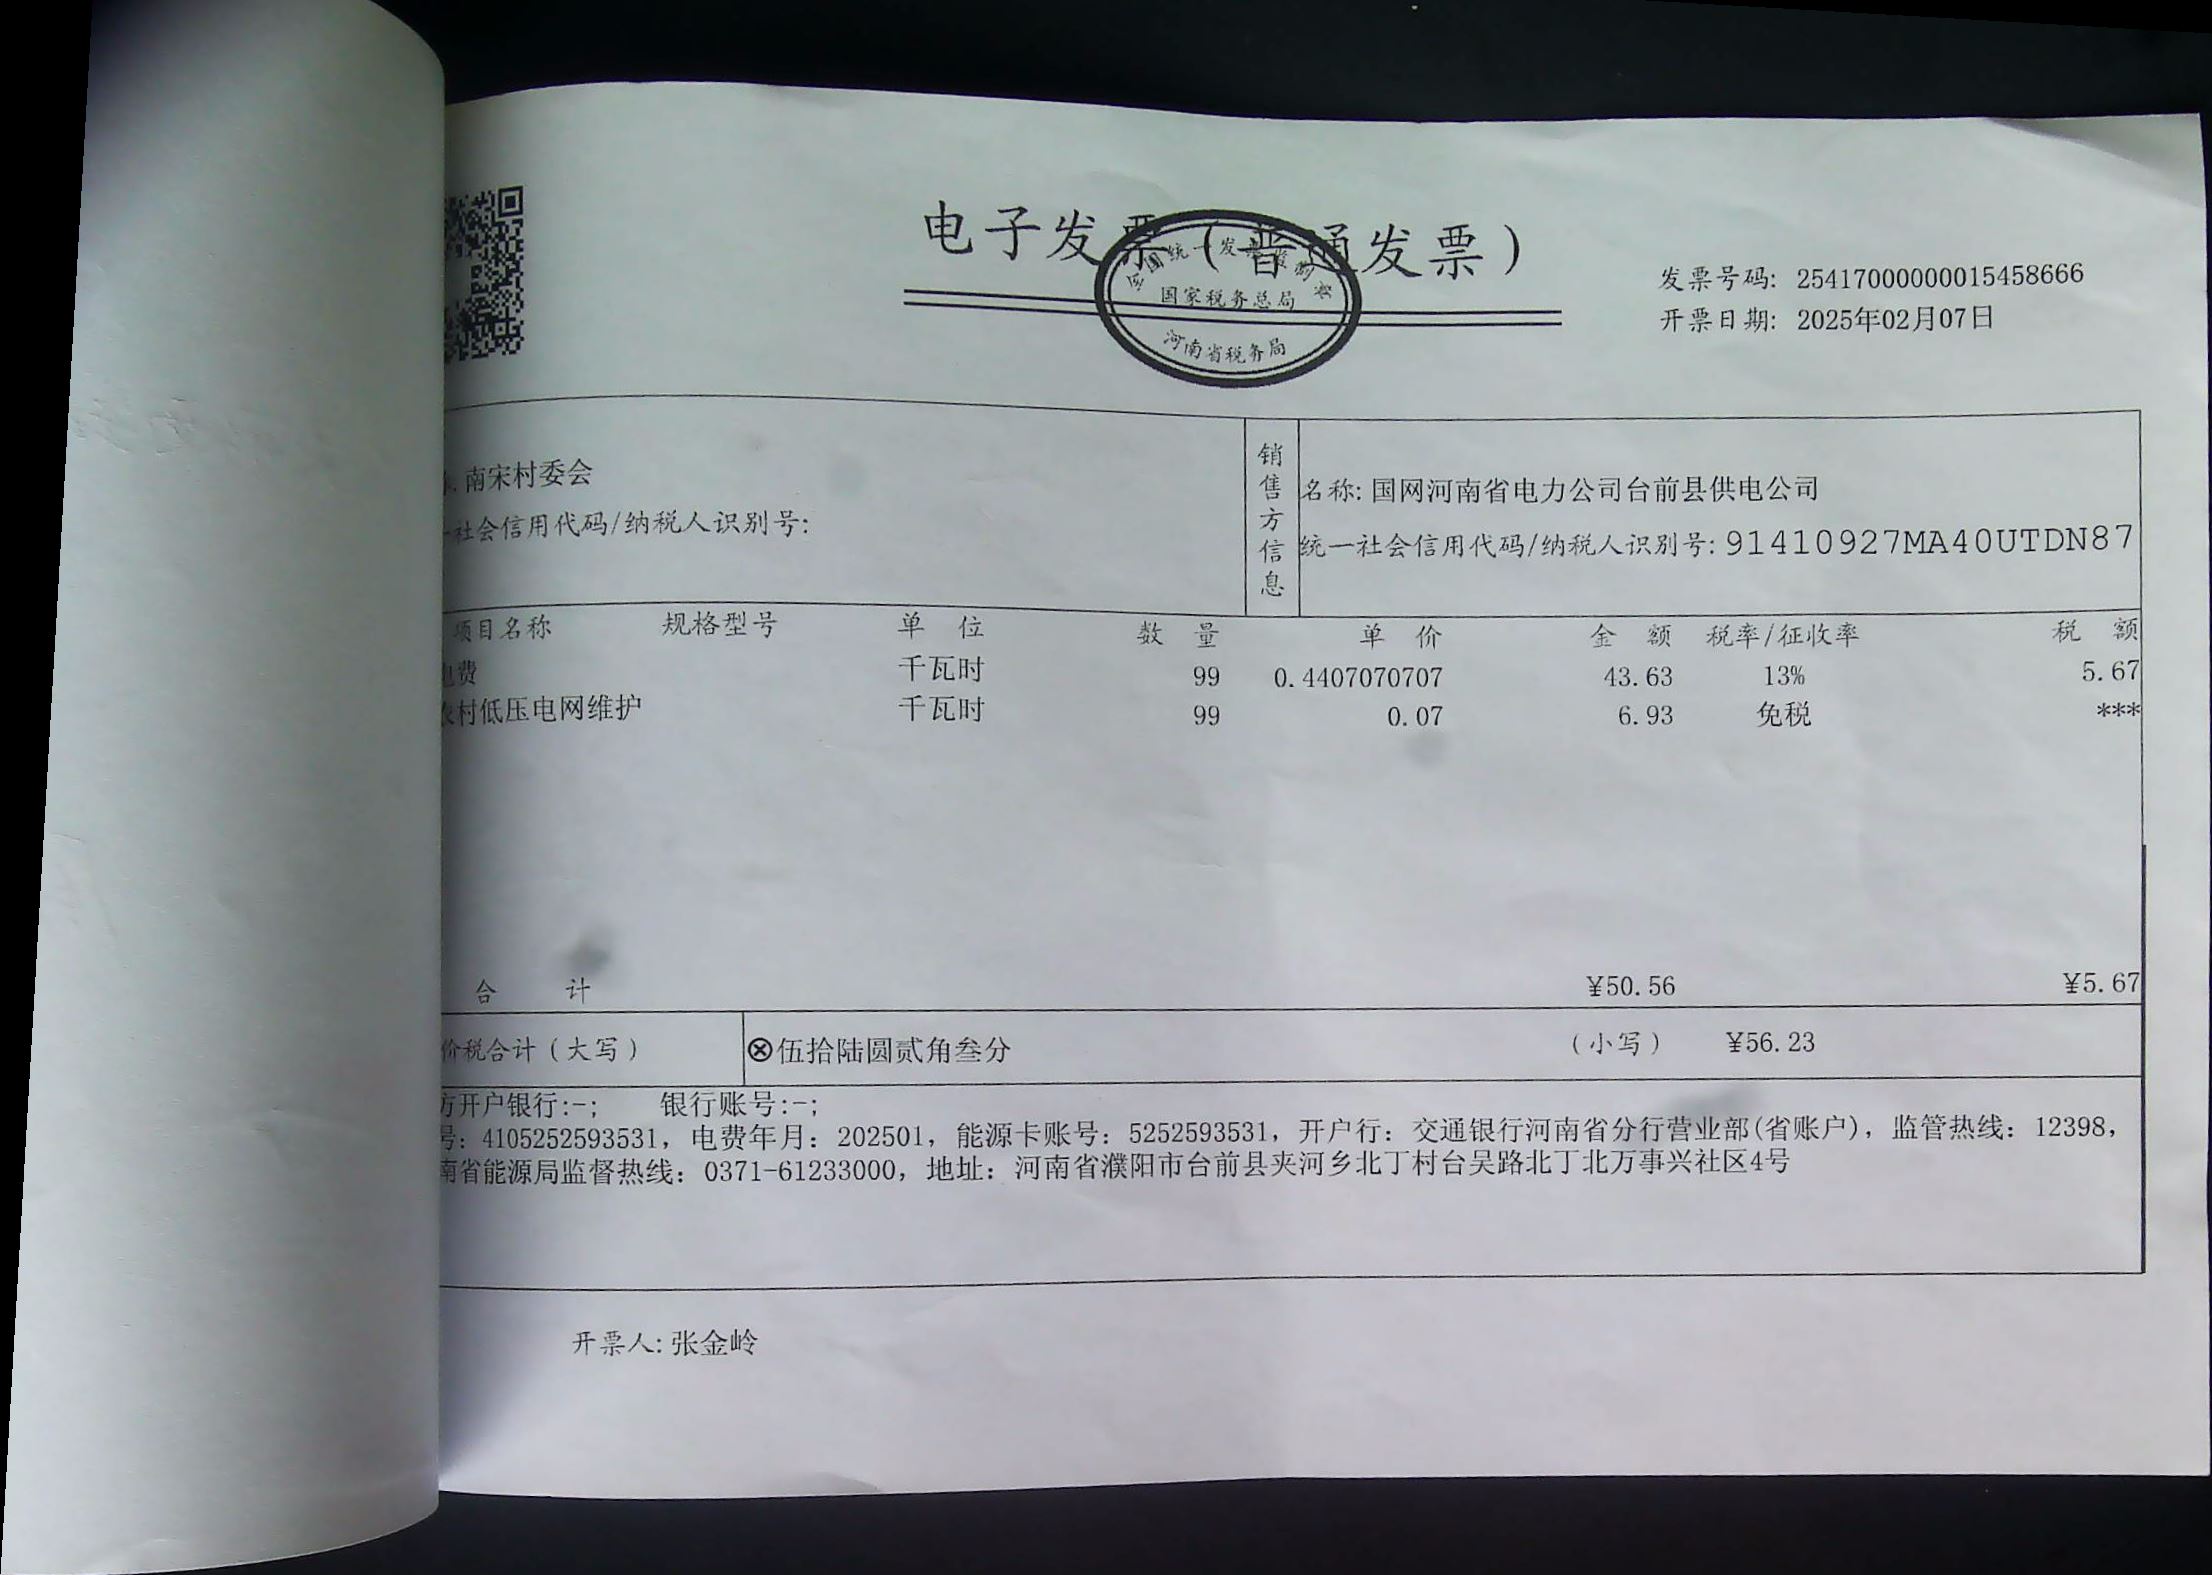 电子发票（普通发票）
国家税务总局
河南省税务局
发票号码: 25417000000015458666
开票日期: 2025年02月07日
南宋村委会
社会信用代码/纳税人识别号:
销售方信息
名称: 国网河南省电力公司台前县供电公司
统一社会信用代码/纳税人识别号: 91410927MA40UTDN87
项目名称 规格型号 单 位 数 量 单 价 金 额 税率/征收率 税 额
电费 千瓦时 99 0.4407070707 43.63 13% 5.67
农村低压电网维护 千瓦时 99 0.07 6.93 免税 ***
合 计 ¥50.56 ¥5.67
价税合计（大写） ⊗伍拾陆圆贰角叁分 （小写） ¥56.23
方开户银行:-; 银行账号:-;
号: 4105252593531, 电费年月: 202501, 能源卡账号: 5252593531, 开户行: 交通银行河南省分行营业部(省账户), 监管热线: 12398,
南省能源局监督热线: 0371-61233000, 地址: 河南省濮阳市台前县夹河乡北丁村台吴路北丁北万事兴社区4号
开票人: 张金岭